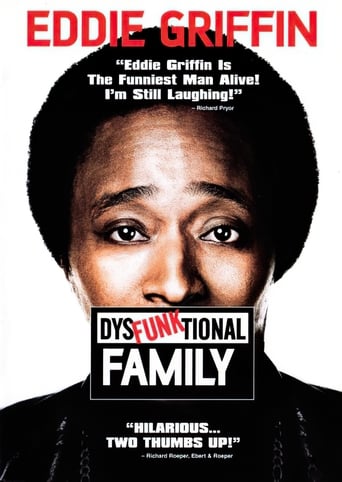 EDDIE GRIFFIN
“Eddie Griffin Is
The Funniest Man Alive!
I'm Still Laughing!”
– Richard Pryor
DYSFUNKTIONAL
FAMILY
“HILARIOUS...
TWO THUMBS UP!”
– Richard Roeper, Ebert & Roeper